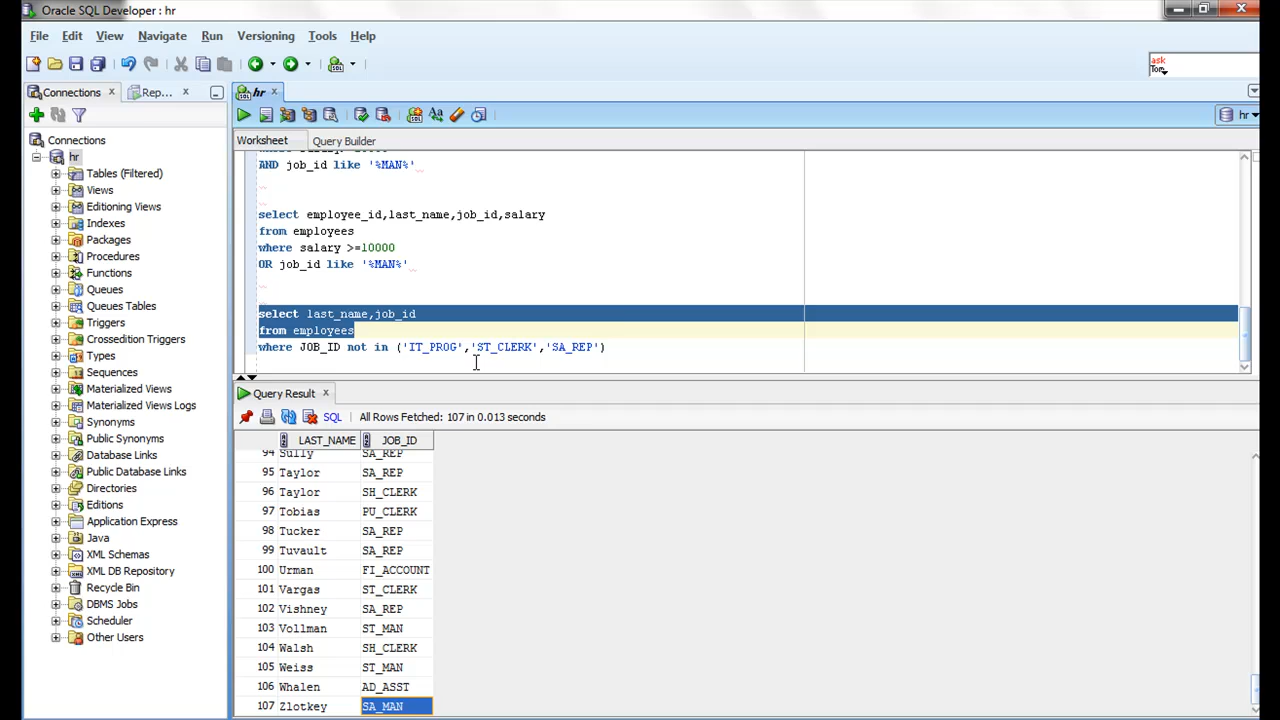 Oracle SQL Developer : hr
File Edit View Navigate Run Versioning Tools Help
ask
Tom
Connections
Rep...
hr
hr
Worksheet
Query Builder
Connections
hr
Tables (Filtered)
Views
Editioning Views
Indexes
Packages
Procedures
Functions
Queues
Queues Tables
Triggers
Crossedition Triggers
Types
Sequences
Materialized Views
Materialized Views Logs
Synonyms
Public Synonyms
Database Links
Public Database Links
Directories
Editions
Application Express
Java
XML Schemas
XML DB Repository
Recycle Bin
DBMS Jobs
Scheduler
Other Users
AND job_id like '%MAN%'
select employee_id,last_name,job_id,salary
from employees
where salary >=10000
OR job_id like '%MAN%'
select last_name,job_id
from employees
where JOB_ID not in ('IT_PROG','ST_CLERK','SA_REP')
Query Result
SQL All Rows Fetched: 107 in 0.013 seconds
LAST_NAME JOB_ID
94 Sully SA_REP
95 Taylor SA_REP
96 Taylor SH_CLERK
97 Tobias PU_CLERK
98 Tucker SA_REP
99 Tuvault SA_REP
100 Urman FI_ACCOUNT
101 Vargas ST_CLERK
102 Vishney SA_REP
103 Vollman ST_MAN
104 Walsh SH_CLERK
105 Weiss ST_MAN
106 Whalen AD_ASST
107 Zlotkey SA_MAN